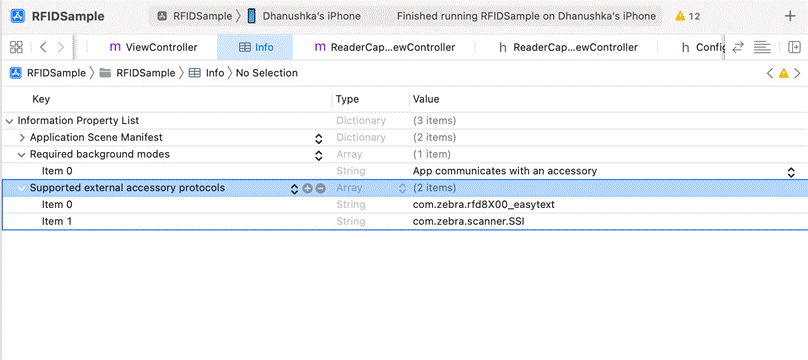 RFIDSample
RFIDSample Dhanushka's iPhone Finished running RFIDSample on Dhanushka's iPhone 12
ViewController Info ReaderCap...ewController ReaderCap...ewController Config
RFIDSample RFIDSample Info No Selection
Key Type Value
Information Property List Dictionary (3 items)
Application Scene Manifest Dictionary (2 items)
Required background modes Array (1 item)
Item 0 String App communicates with an accessory
Supported external accessory protocols Array (2 items)
Item 0 String com.zebra.rfd8X00_easytext
Item 1 String com.zebra.scanner.SSI